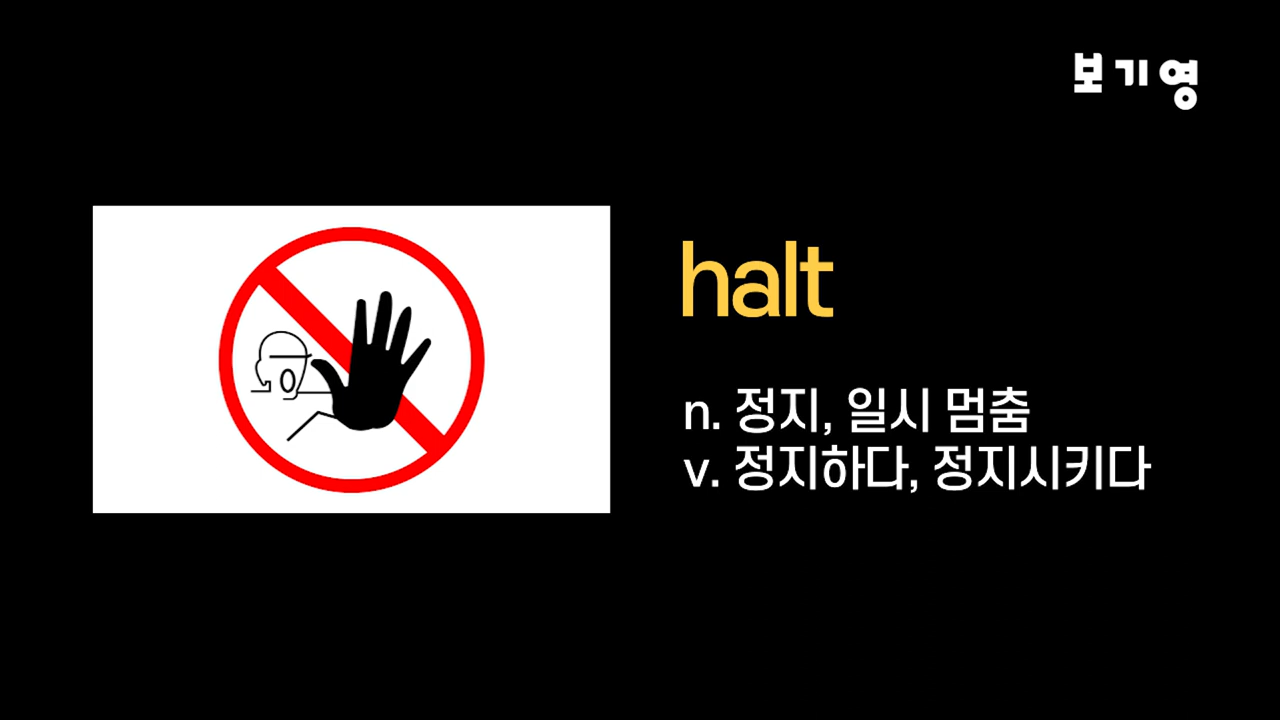 보기영
halt
n. 정지, 일시 멈춤
v. 정지하다, 정지시키다